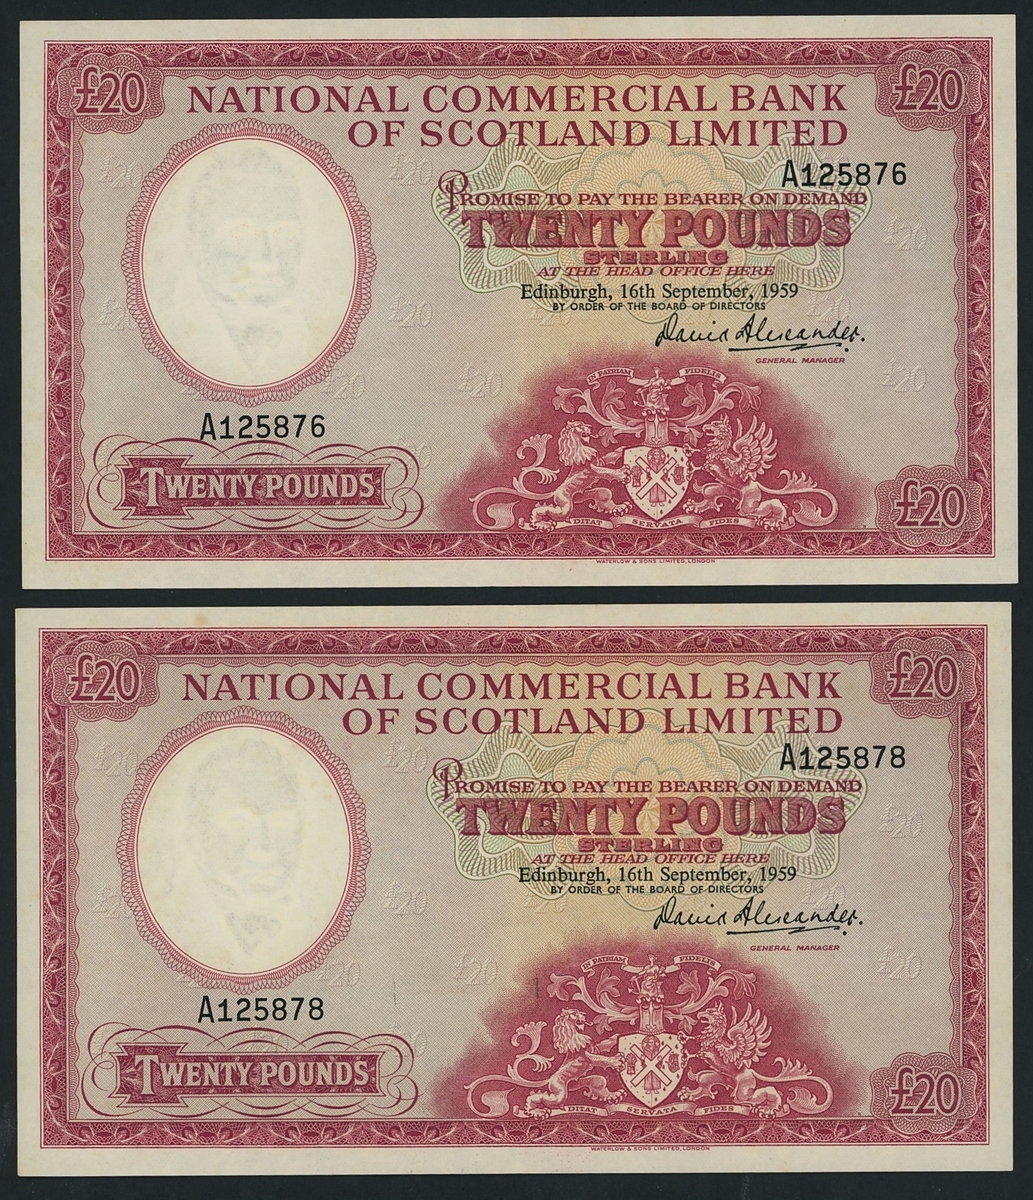 £20
£20
NATIONAL COMMERCIAL BANK
OF SCOTLAND LIMITED
A125876
PROMISE TO PAY THE BEARER ON DEMAND
TWENTY POUNDS
STERLING
AT THE HEAD OFFICE HERE
Edinburgh, 16th September, 1959
BY ORDER OF THE BOARD OF DIRECTORS
David Alexander.
GENERAL MANAGER
IN PATRIAM FIDELIS
A125876
TWENTY POUNDS
£20
DITAT SERVATA FIDES
WATERLOW & SONS LIMITED, LONDON
£20
£20
NATIONAL COMMERCIAL BANK
OF SCOTLAND LIMITED
A125878
PROMISE TO PAY THE BEARER ON DEMAND
TWENTY POUNDS
STERLING
AT THE HEAD OFFICE HERE
Edinburgh, 16th September, 1959
BY ORDER OF THE BOARD OF DIRECTORS
David Alexander.
GENERAL MANAGER
IN PATRIAM FIDELIS
A125878
TWENTY POUNDS
£20
DITAT SERVATA FIDES
WATERLOW & SONS LIMITED, LONDON